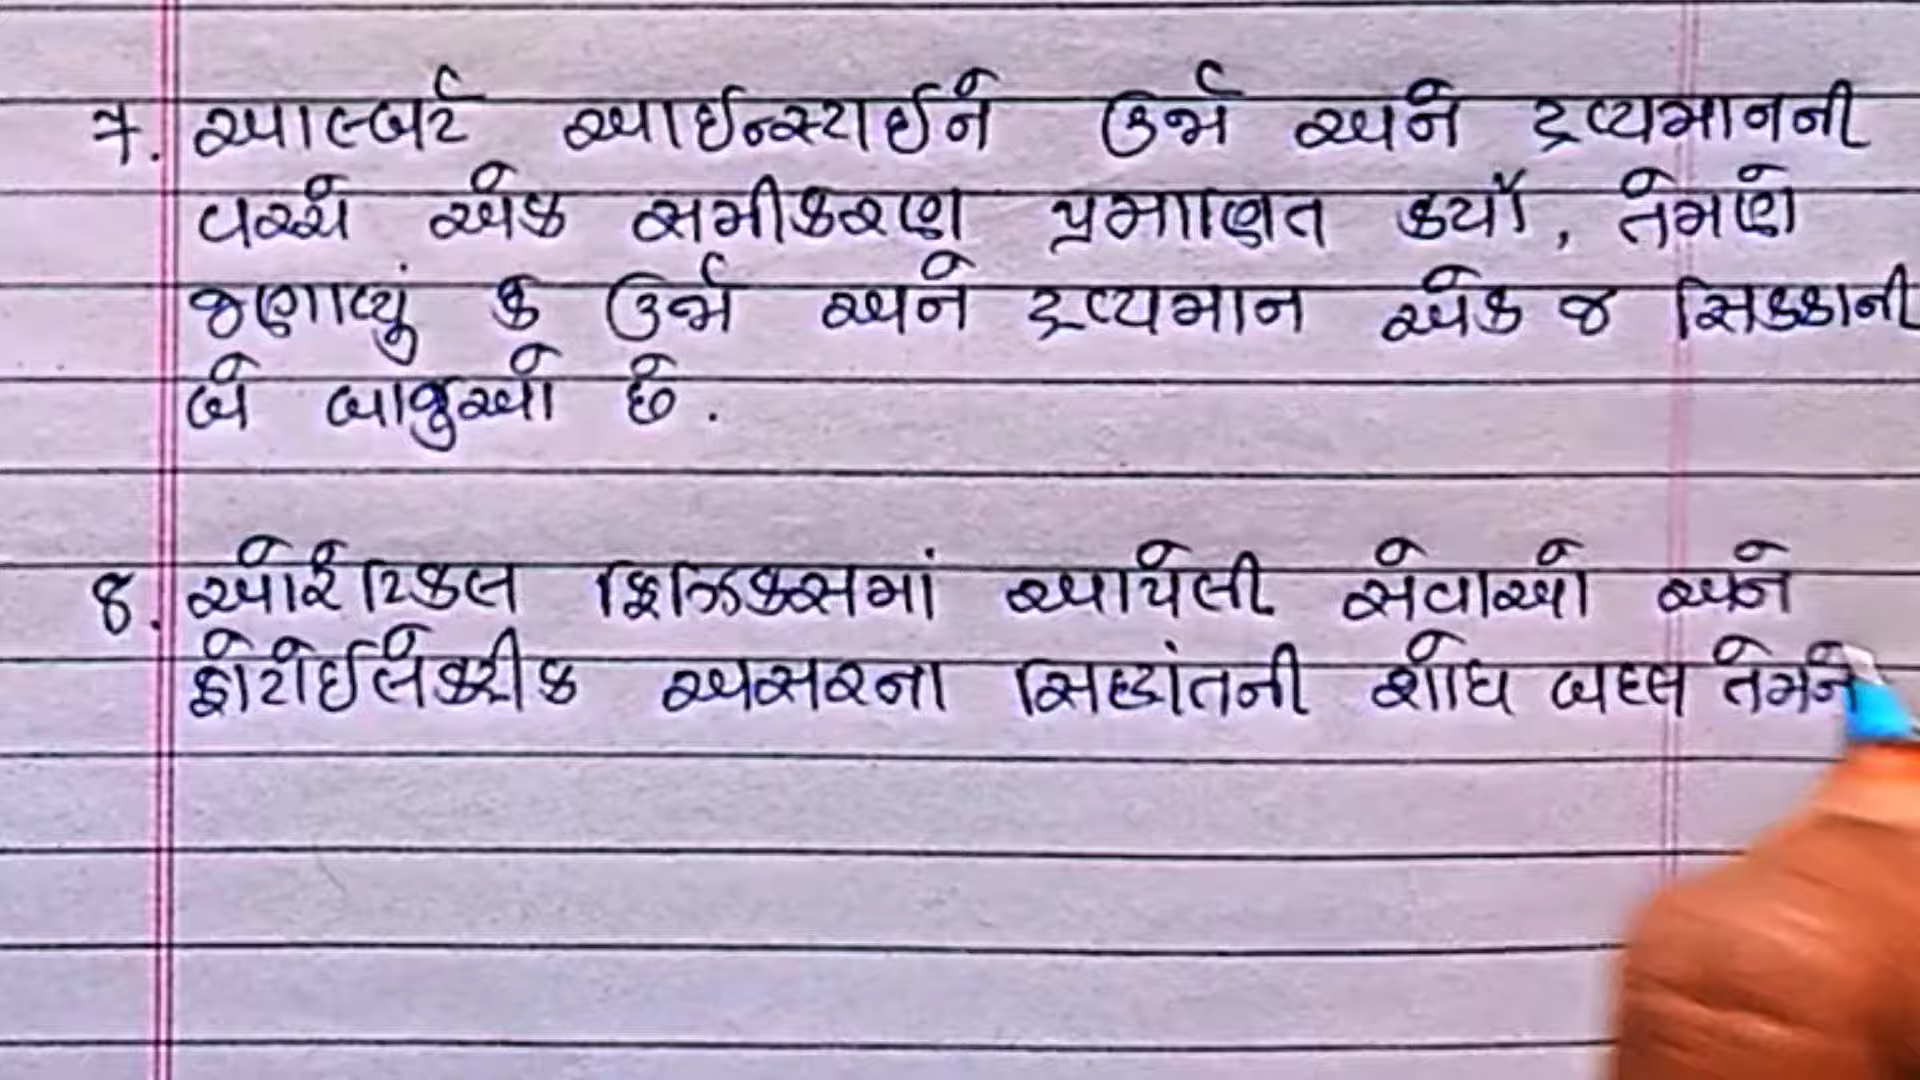 7. આલ્બર્ટ આઈન્સ્ટાઈને ઉર્જા અને દ્રવ્યમાનની
વચ્ચે એક સમીકરણ પ્રમાણિત કર્યો, તેમણે
જણાવ્યું કે ઉર્જા અને દ્રવ્યમાન એક જ સિક્કાની
બે બાજુઓ છે.
8. ઓરેટિકલ ફિઝિક્સમાં આપેલી સેવાઓ અને
ફોટોઈલેક્ટ્રીક અસરના સિદ્ધાંતની શોધ બદલ તેમને